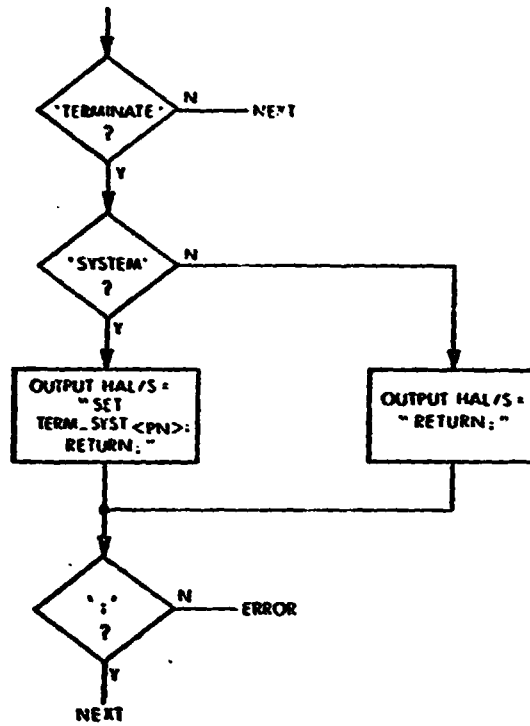 "TERMINATE"
?
N
NEXT
Y
"SYSTEM"
?
N
Y
OUTPUT HAL/S =
" SET
TERM_SYST <PN>;
RETURN; "
OUTPUT HAL/S =
" RETURN; "
" ; "
?
N
ERROR
Y
NEXT